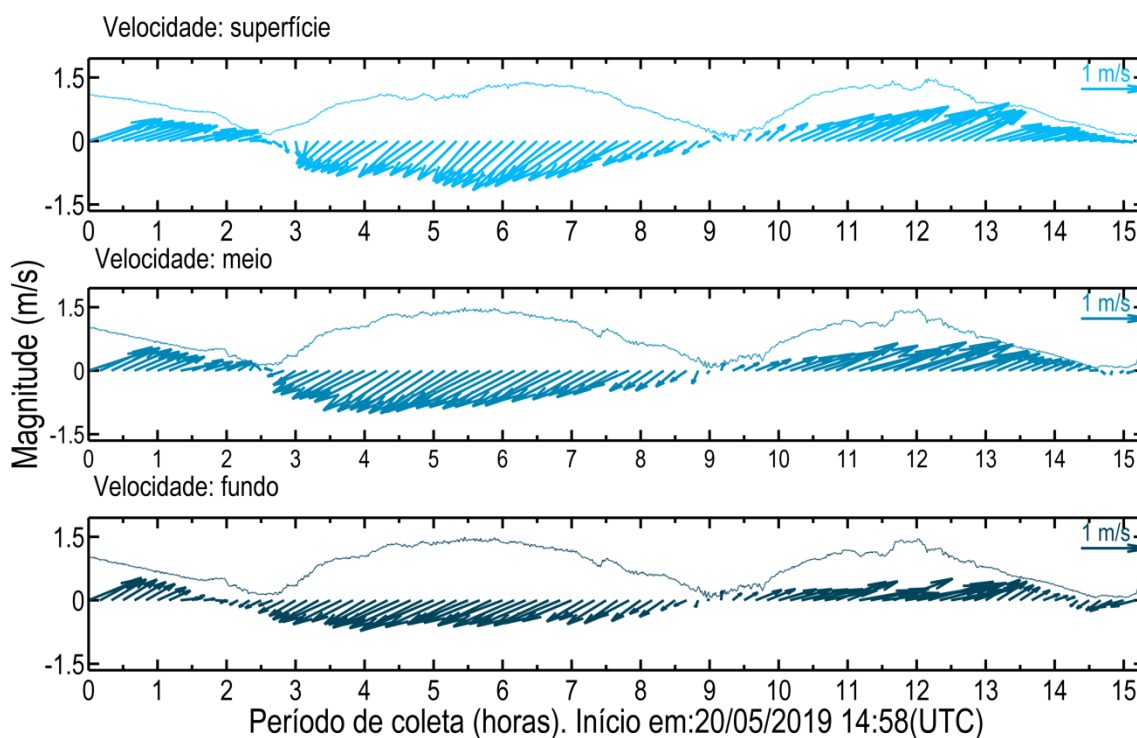 Velocidade: superfície
1 m/s
1.5
0
-1.5
0 1 2 3 4 5 6 7 8 9 10 11 12 13 14 15
Velocidade: meio
1 m/s
1.5
0
-1.5
0 1 2 3 4 5 6 7 8 9 10 11 12 13 14 15
Magnitude (m/s)
Velocidade: fundo
1 m/s
1.5
0
-1.5
0 1 2 3 4 5 6 7 8 9 10 11 12 13 14 15
Período de coleta (horas). Início em:20/05/2019 14:58(UTC)